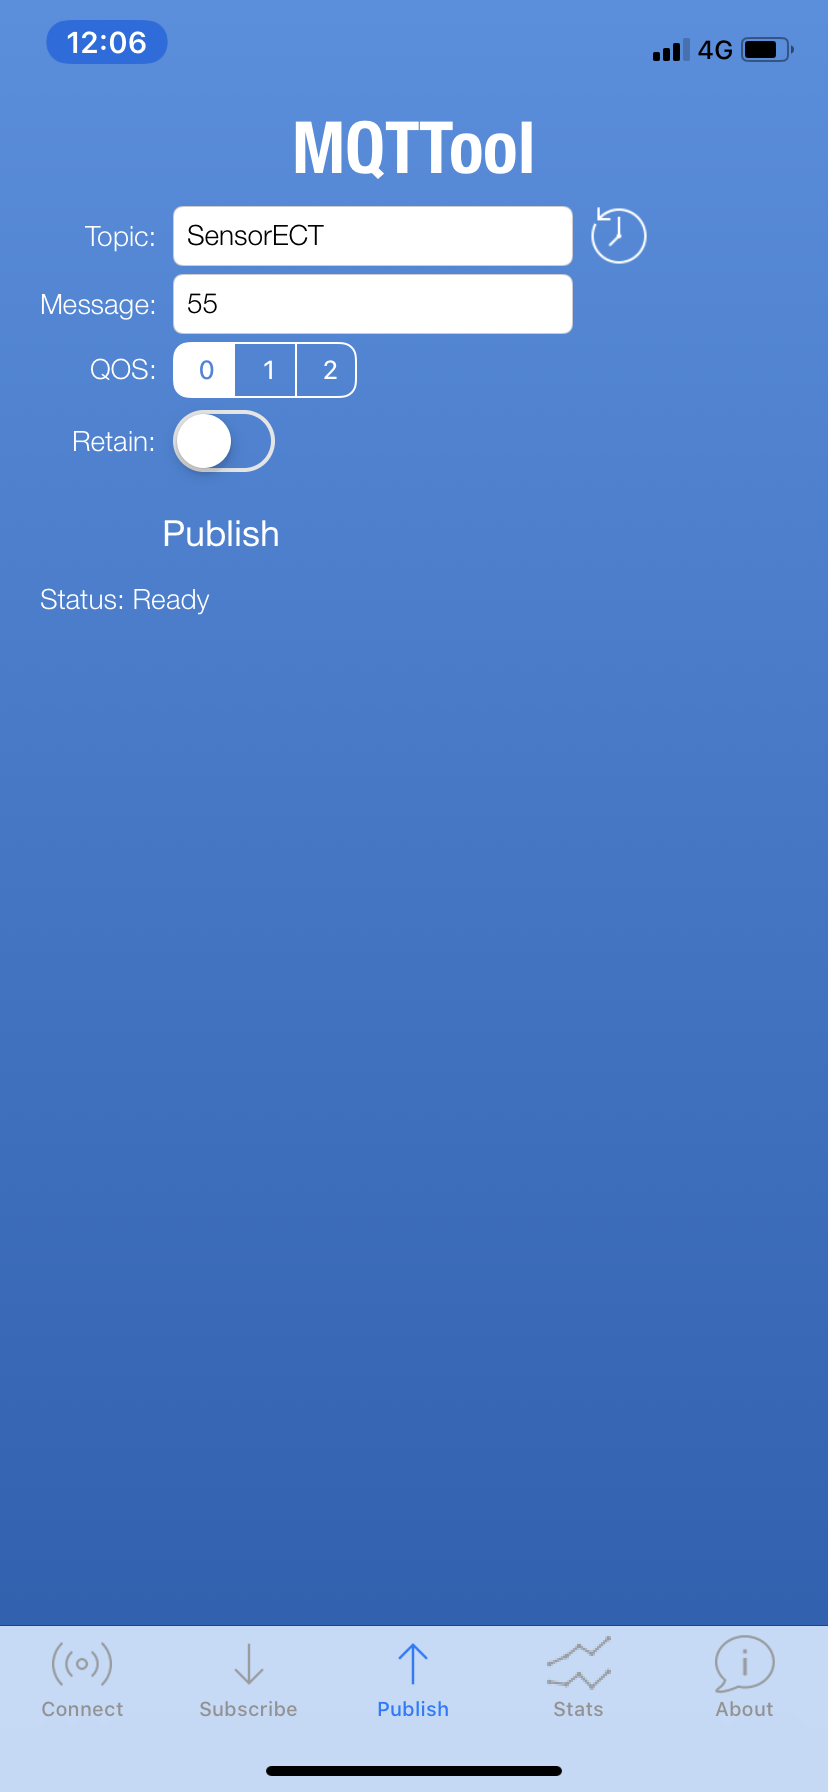 12:06
4G
MQTTool
Topic: SensorECT
Message: 55
QOS: 0 1 2
Retain:
Publish
Status: Ready
Connect Subscribe Publish Stats About